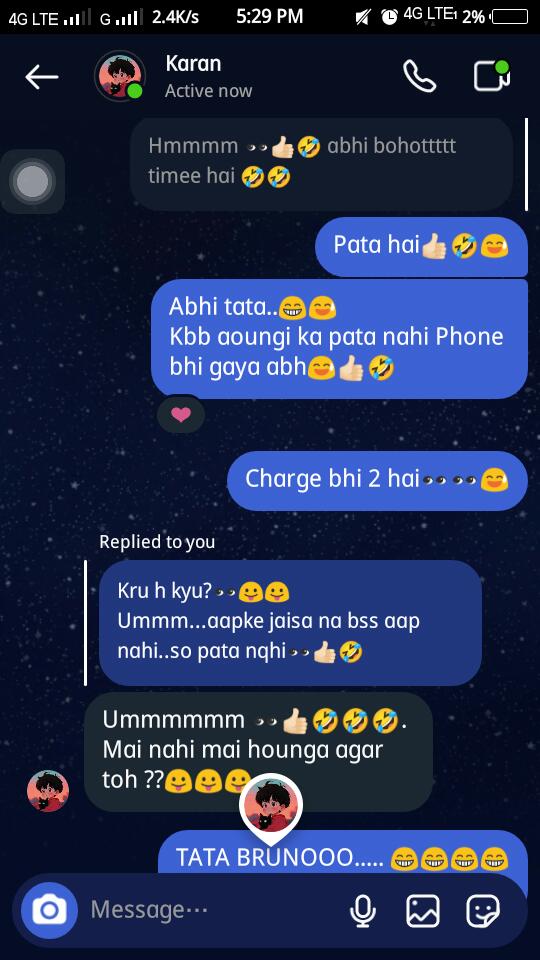 4G LTE G 2.4K/s 5:29 PM 4G LTE 2%
Karan
Active now
Hmmmm 👀👍🏻🤣 abhi bohottttt
timee hai 🤣🤣
Pata hai👍🏻🤣😅
Abhi tata..😁😅
Kbb aoungi ka pata nahi Phone
bhi gaya abh😅👍🏻🤣
Charge bhi 2 hai👀👀😅
Replied to you
Kru h kyu?👀😛😛
Ummm...aapke jaisa na bss aap
nahi..so pata nqhi👀👍🏻🤣
Ummmmmm 👀👍🏻🤣🤣🤣.
Mai nahi mai hounga agar
toh ??😛😛😛
TATA BRUNOOO..... 😁😁😁😁
Message...